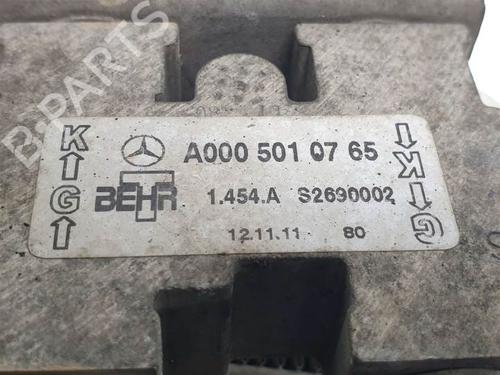 B-PARTS
K↑G↑
A000 501 07 65
BEHR
1.454.A S2690002
12.11.11 80
K↑G↑